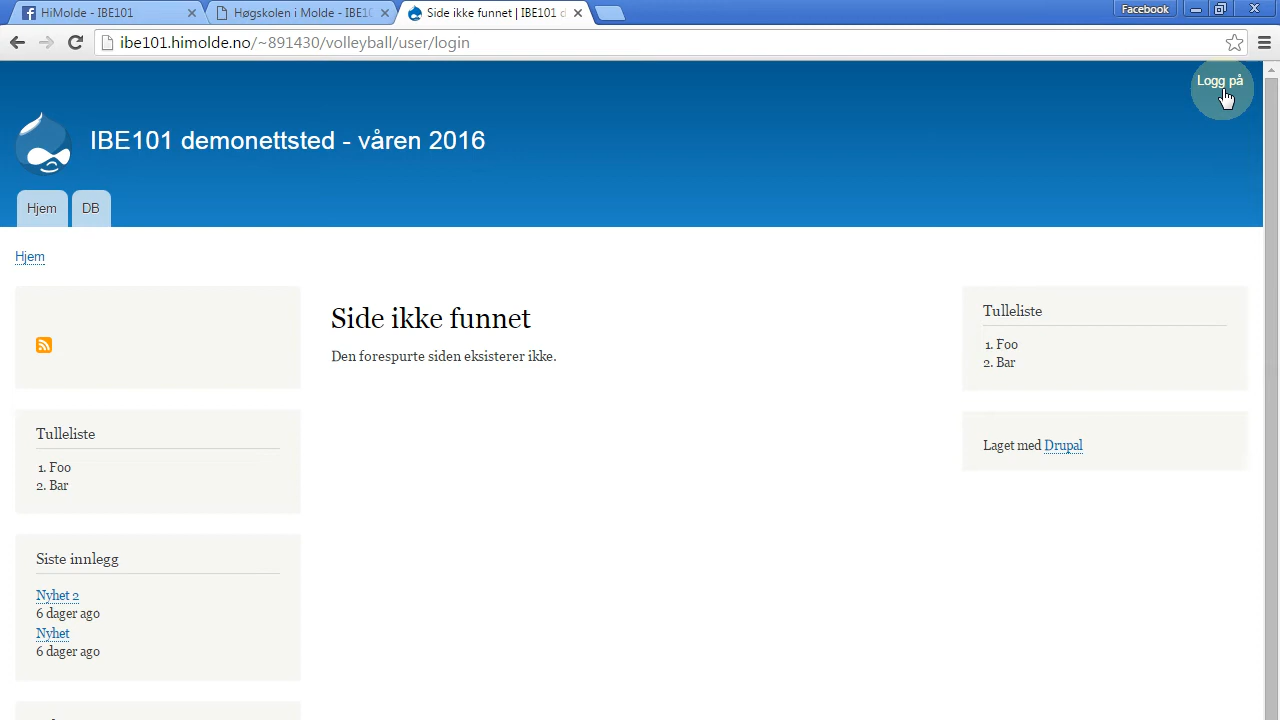 HiMolde - IBE101
Høgskolen i Molde - IBE10
Side ikke funnet | IBE101 d
Facebook
ibe101.himolde.no/~891430/volleyball/user/login
Logg på
IBE101 demonettsted - våren 2016
Hjem
DB
Hjem
Side ikke funnet
Den forespurte siden eksisterer ikke.
Tulleliste
1. Foo
2. Bar
Siste innlegg
Nyhet 2
6 dager ago
Nyhet
6 dager ago
Tulleliste
1. Foo
2. Bar
Laget med Drupal